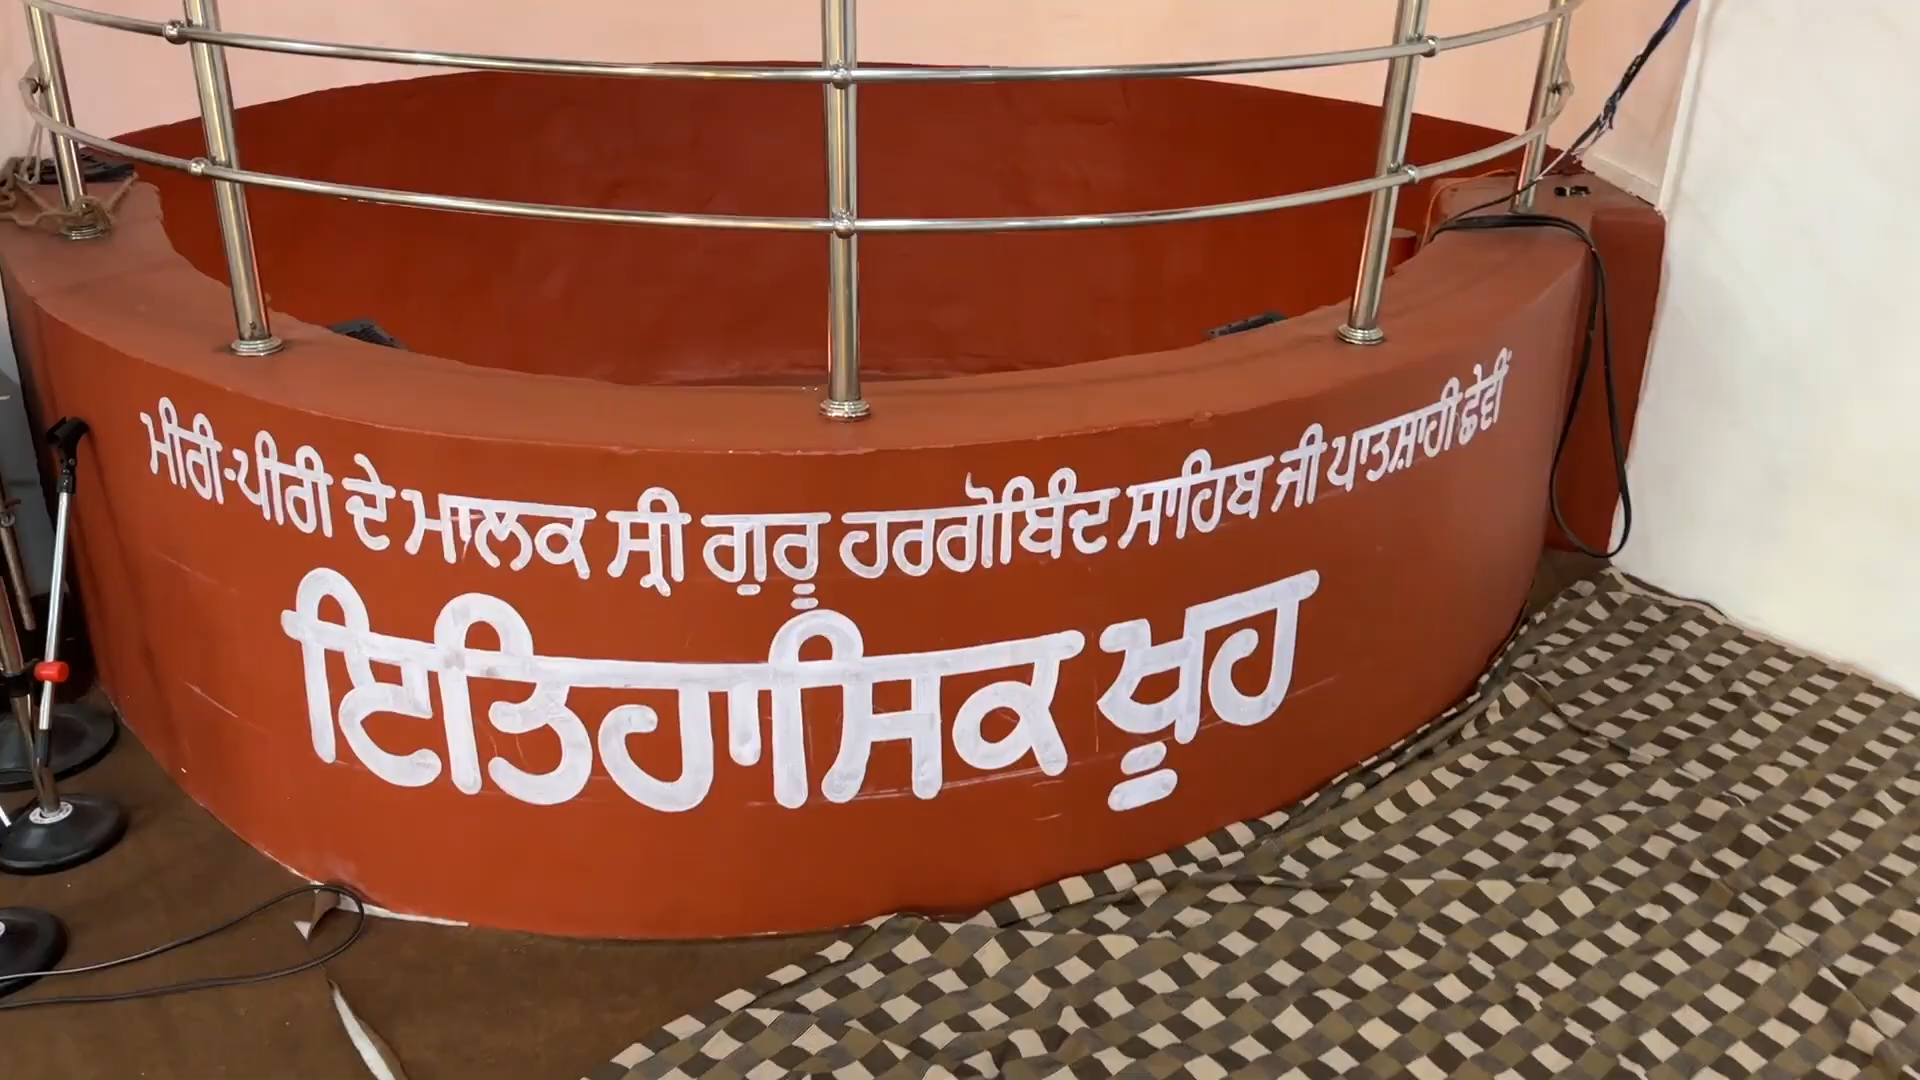 ਮੀਰੀ-ਪੀਰੀ ਦੇ ਮਾਲਕ ਸ੍ਰੀ ਗੁਰੂ ਹਰਗੋਬਿੰਦ ਸਾਹਿਬ ਜੀ ਪਾਤਸ਼ਾਹੀ ਛੇਵੀਂ
ਇਤਿਹਾਸਿਕ ਖੂਹ